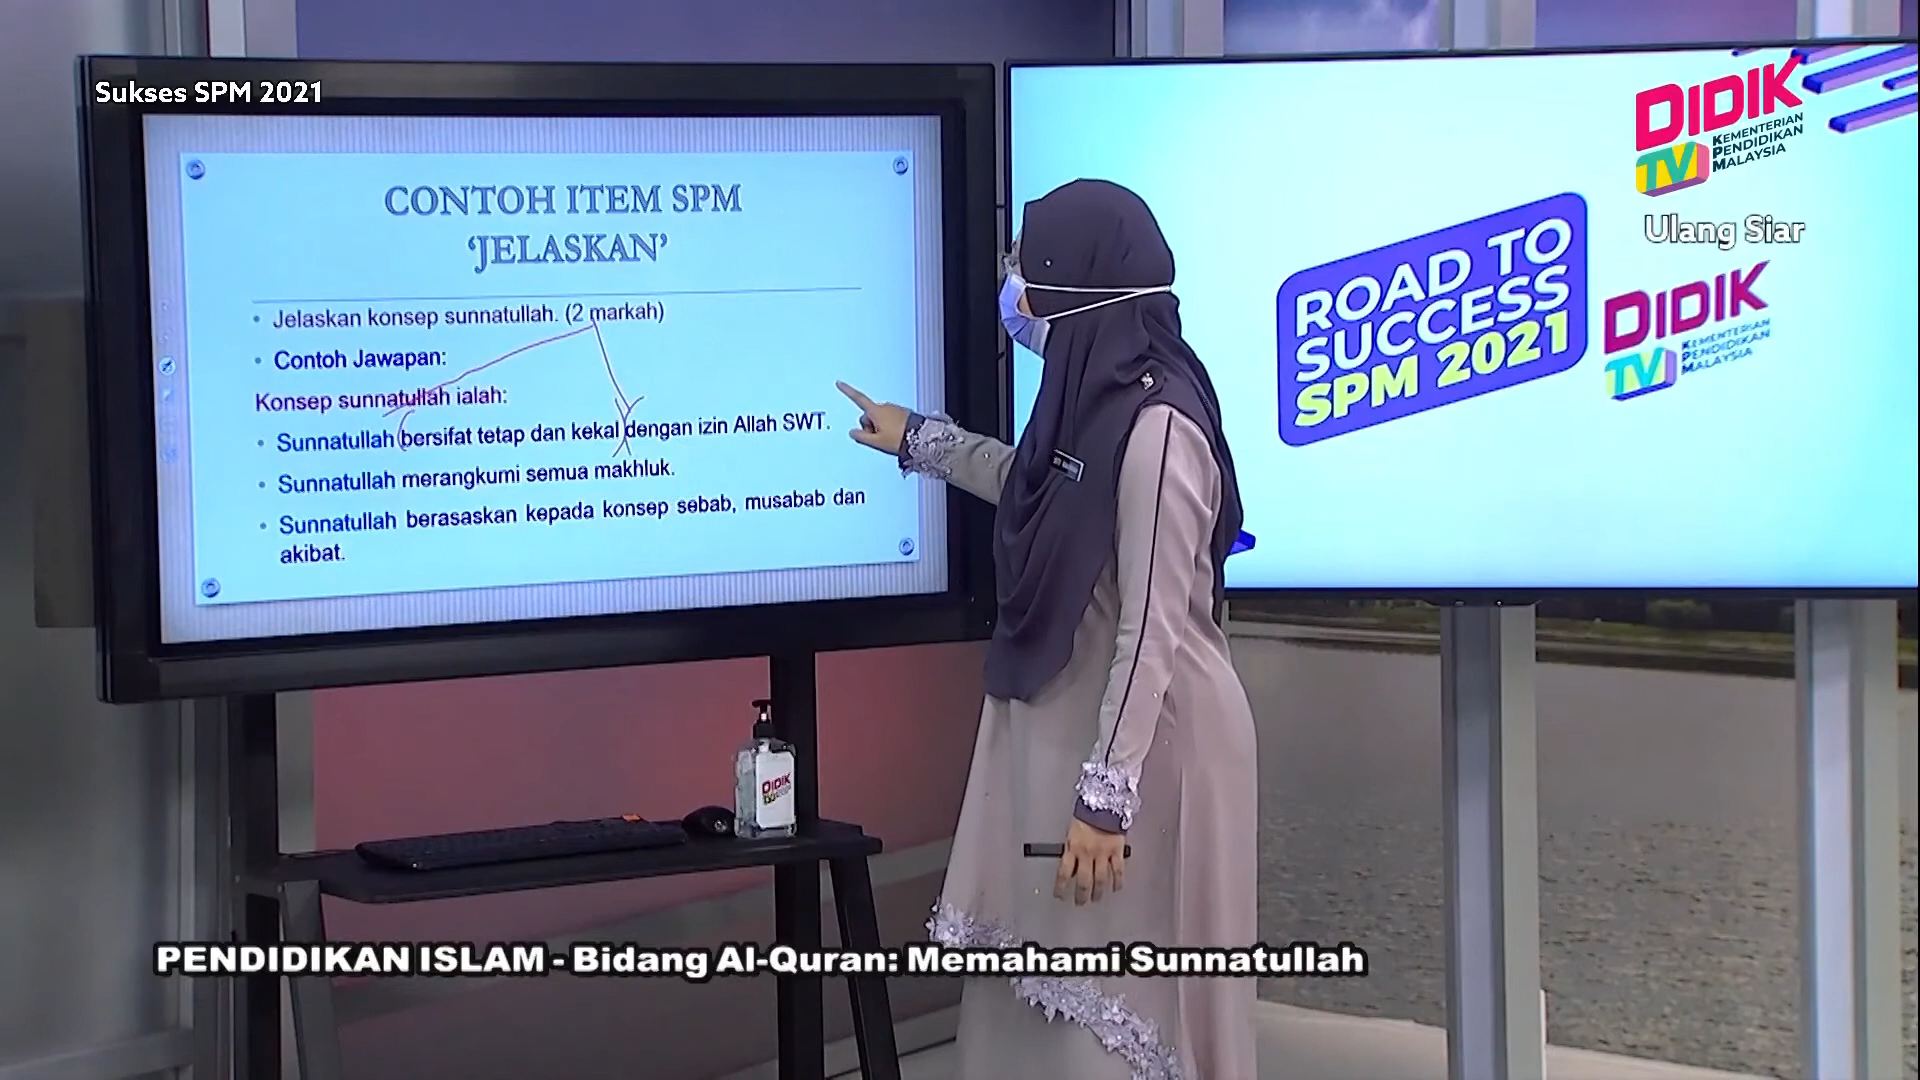 Sukses SPM 2021
CONTOH ITEM SPM
‘JELASKAN’
• Jelaskan konsep sunnatullah. (2 markah)
• Contoh Jawapan:
Konsep sunnatullah ialah:
• Sunnatullah bersifat tetap dan kekal dengan izin Allah SWT.
• Sunnatullah merangkumi semua makhluk.
• Sunnatullah berasaskan kepada konsep sebab, musabab dan
akibat.
DIDIK
TV
KEMENTERIAN
PENDIDIKAN
MALAYSIA
Ulang Siar
ROAD TO
SUCCESS
SPM 2021
DIDIK
TV
KEMENTERIAN
PENDIDIKAN
MALAYSIA
DIDIK
TV
PENDIDIKAN ISLAM - Bidang Al-Quran: Memahami Sunnatullah